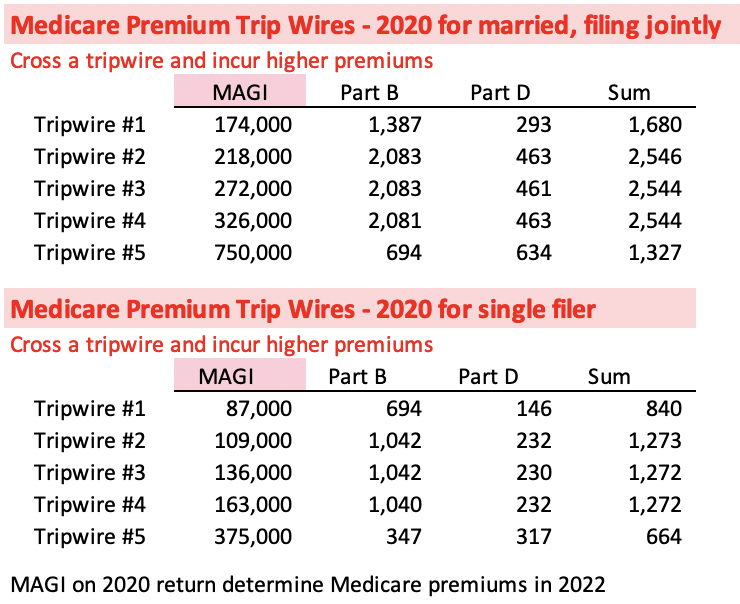 Medicare Premium Trip Wires - 2020 for married, filing jointly
Cross a tripwire and incur higher premiums
MAGI Part B Part D Sum
Tripwire #1 174,000 1,387 293 1,680
Tripwire #2 218,000 2,083 463 2,546
Tripwire #3 272,000 2,083 461 2,544
Tripwire #4 326,000 2,081 463 2,544
Tripwire #5 750,000 694 634 1,327
Medicare Premium Trip Wires - 2020 for single filer
Cross a tripwire and incur higher premiums
MAGI Part B Part D Sum
Tripwire #1 87,000 694 146 840
Tripwire #2 109,000 1,042 232 1,273
Tripwire #3 136,000 1,042 230 1,272
Tripwire #4 163,000 1,040 232 1,272
Tripwire #5 375,000 347 317 664
MAGI on 2020 return determine Medicare premiums in 2022